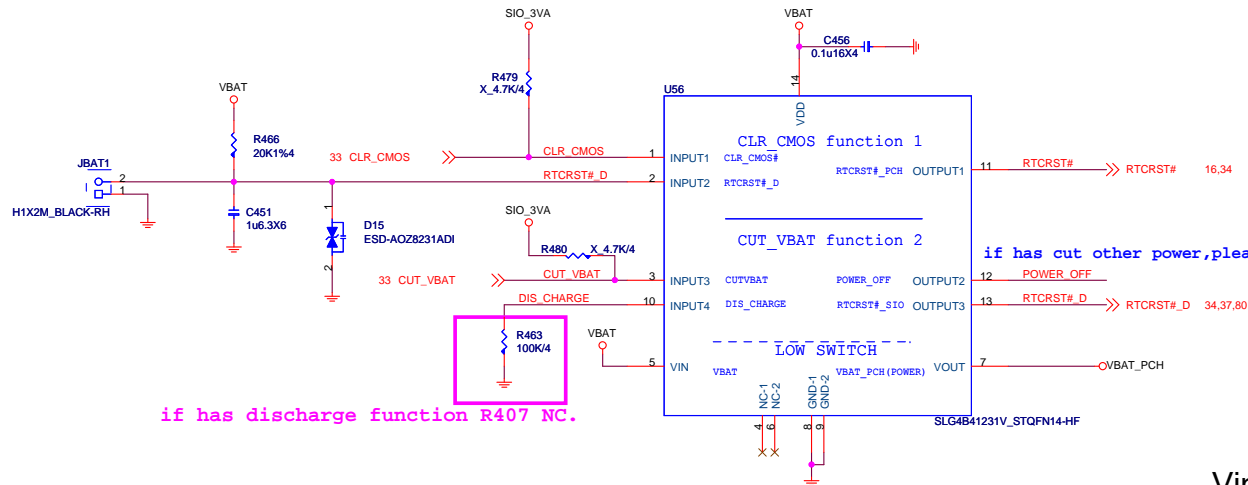 SIO_3VA
VBAT
C456
0.1u16X4
R479
X_4.7K/4
14
U56
VDD
VBAT
R466
20K1%4
CLR_CMOS function 1
33 CLR_CMOS
CLR_CMOS
1
INPUT1
CLR_CMOS#
RTCRST#_PCH
OUTPUT1
11
RTCRST#
RTCRST#
16,34
JBAT1
2
1
RTCRST#_D
2
INPUT2
RTCRST#_D
H1X2M_BLACK-RH
C451
1u6.3X6
1
D15
ESD-AOZ8231ADI
2
SIO_3VA
R480
X_4.7K/4
CUT_VBAT function 2
if has cut other power,plea
33 CUT_VBAT
CUT_VBAT
3
INPUT3
CUTVBAT
POWER_OFF
OUTPUT2
12
POWER_OFF
DIS_CHARGE
10
INPUT4
DIS_CHARGE
RTCRST#_SIO
OUTPUT3
13
RTCRST#_D
RTCRST#_D
34,37,80
R463
100K/4
VBAT
LOW SWITCH
5
VIN
VBAT
VBAT_PCH(POWER)
VOUT
7
VBAT_PCH
NC-1
NC-2
GND-1
GND-2
4
6
8
9
if has discharge function R407 NC.
SLG4B41231V_STQFN14-HF